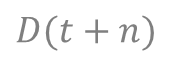 D(t + n)